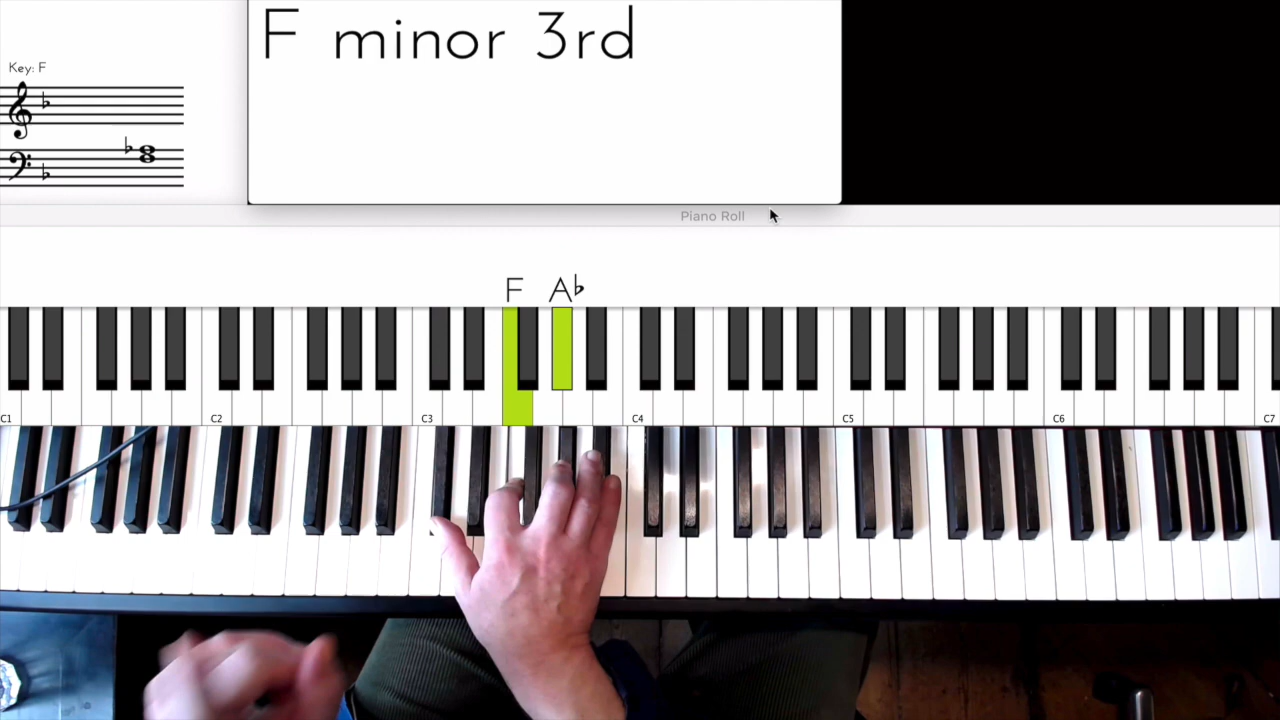 F minor 3rd
Key: F
Piano Roll
F A♭
C1 C2 C3 C4 C5 C6 C7